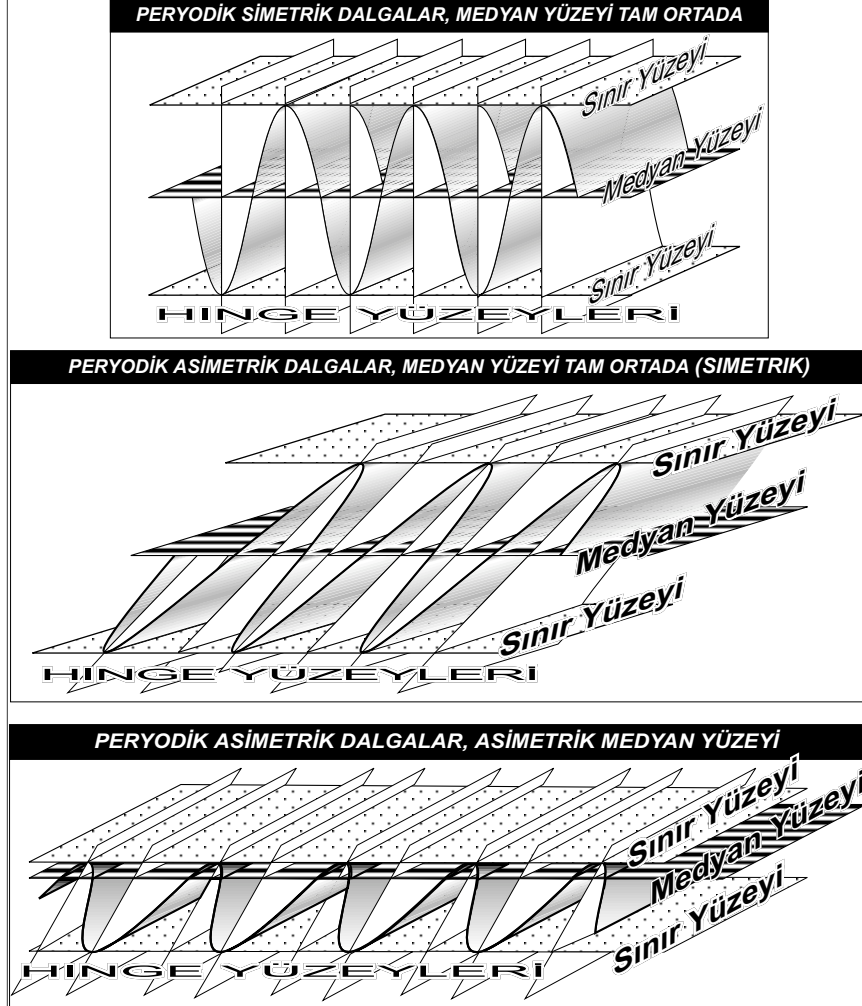 PERYODİK SİMETRİK DALGALAR, MEDYAN YÜZEYİ TAM ORTADA
Sınır Yüzeyi
Medyan Yüzeyi
Sınır Yüzeyi
HINGE YÜZEYLERİ
PERYODİK ASİMETRİK DALGALAR, MEDYAN YÜZEYİ TAM ORTADA (SIMETRIK)
Sınır Yüzeyi
Medyan Yüzeyi
Sınır Yüzeyi
HINGE YÜZEYLERİ
PERYODİK ASİMETRİK DALGALAR, ASİMETRİK MEDYAN YÜZEYİ
Sınır Yüzeyi
Medyan Yüzeyi
Sınır Yüzeyi
HINGE YÜZEYLERİ